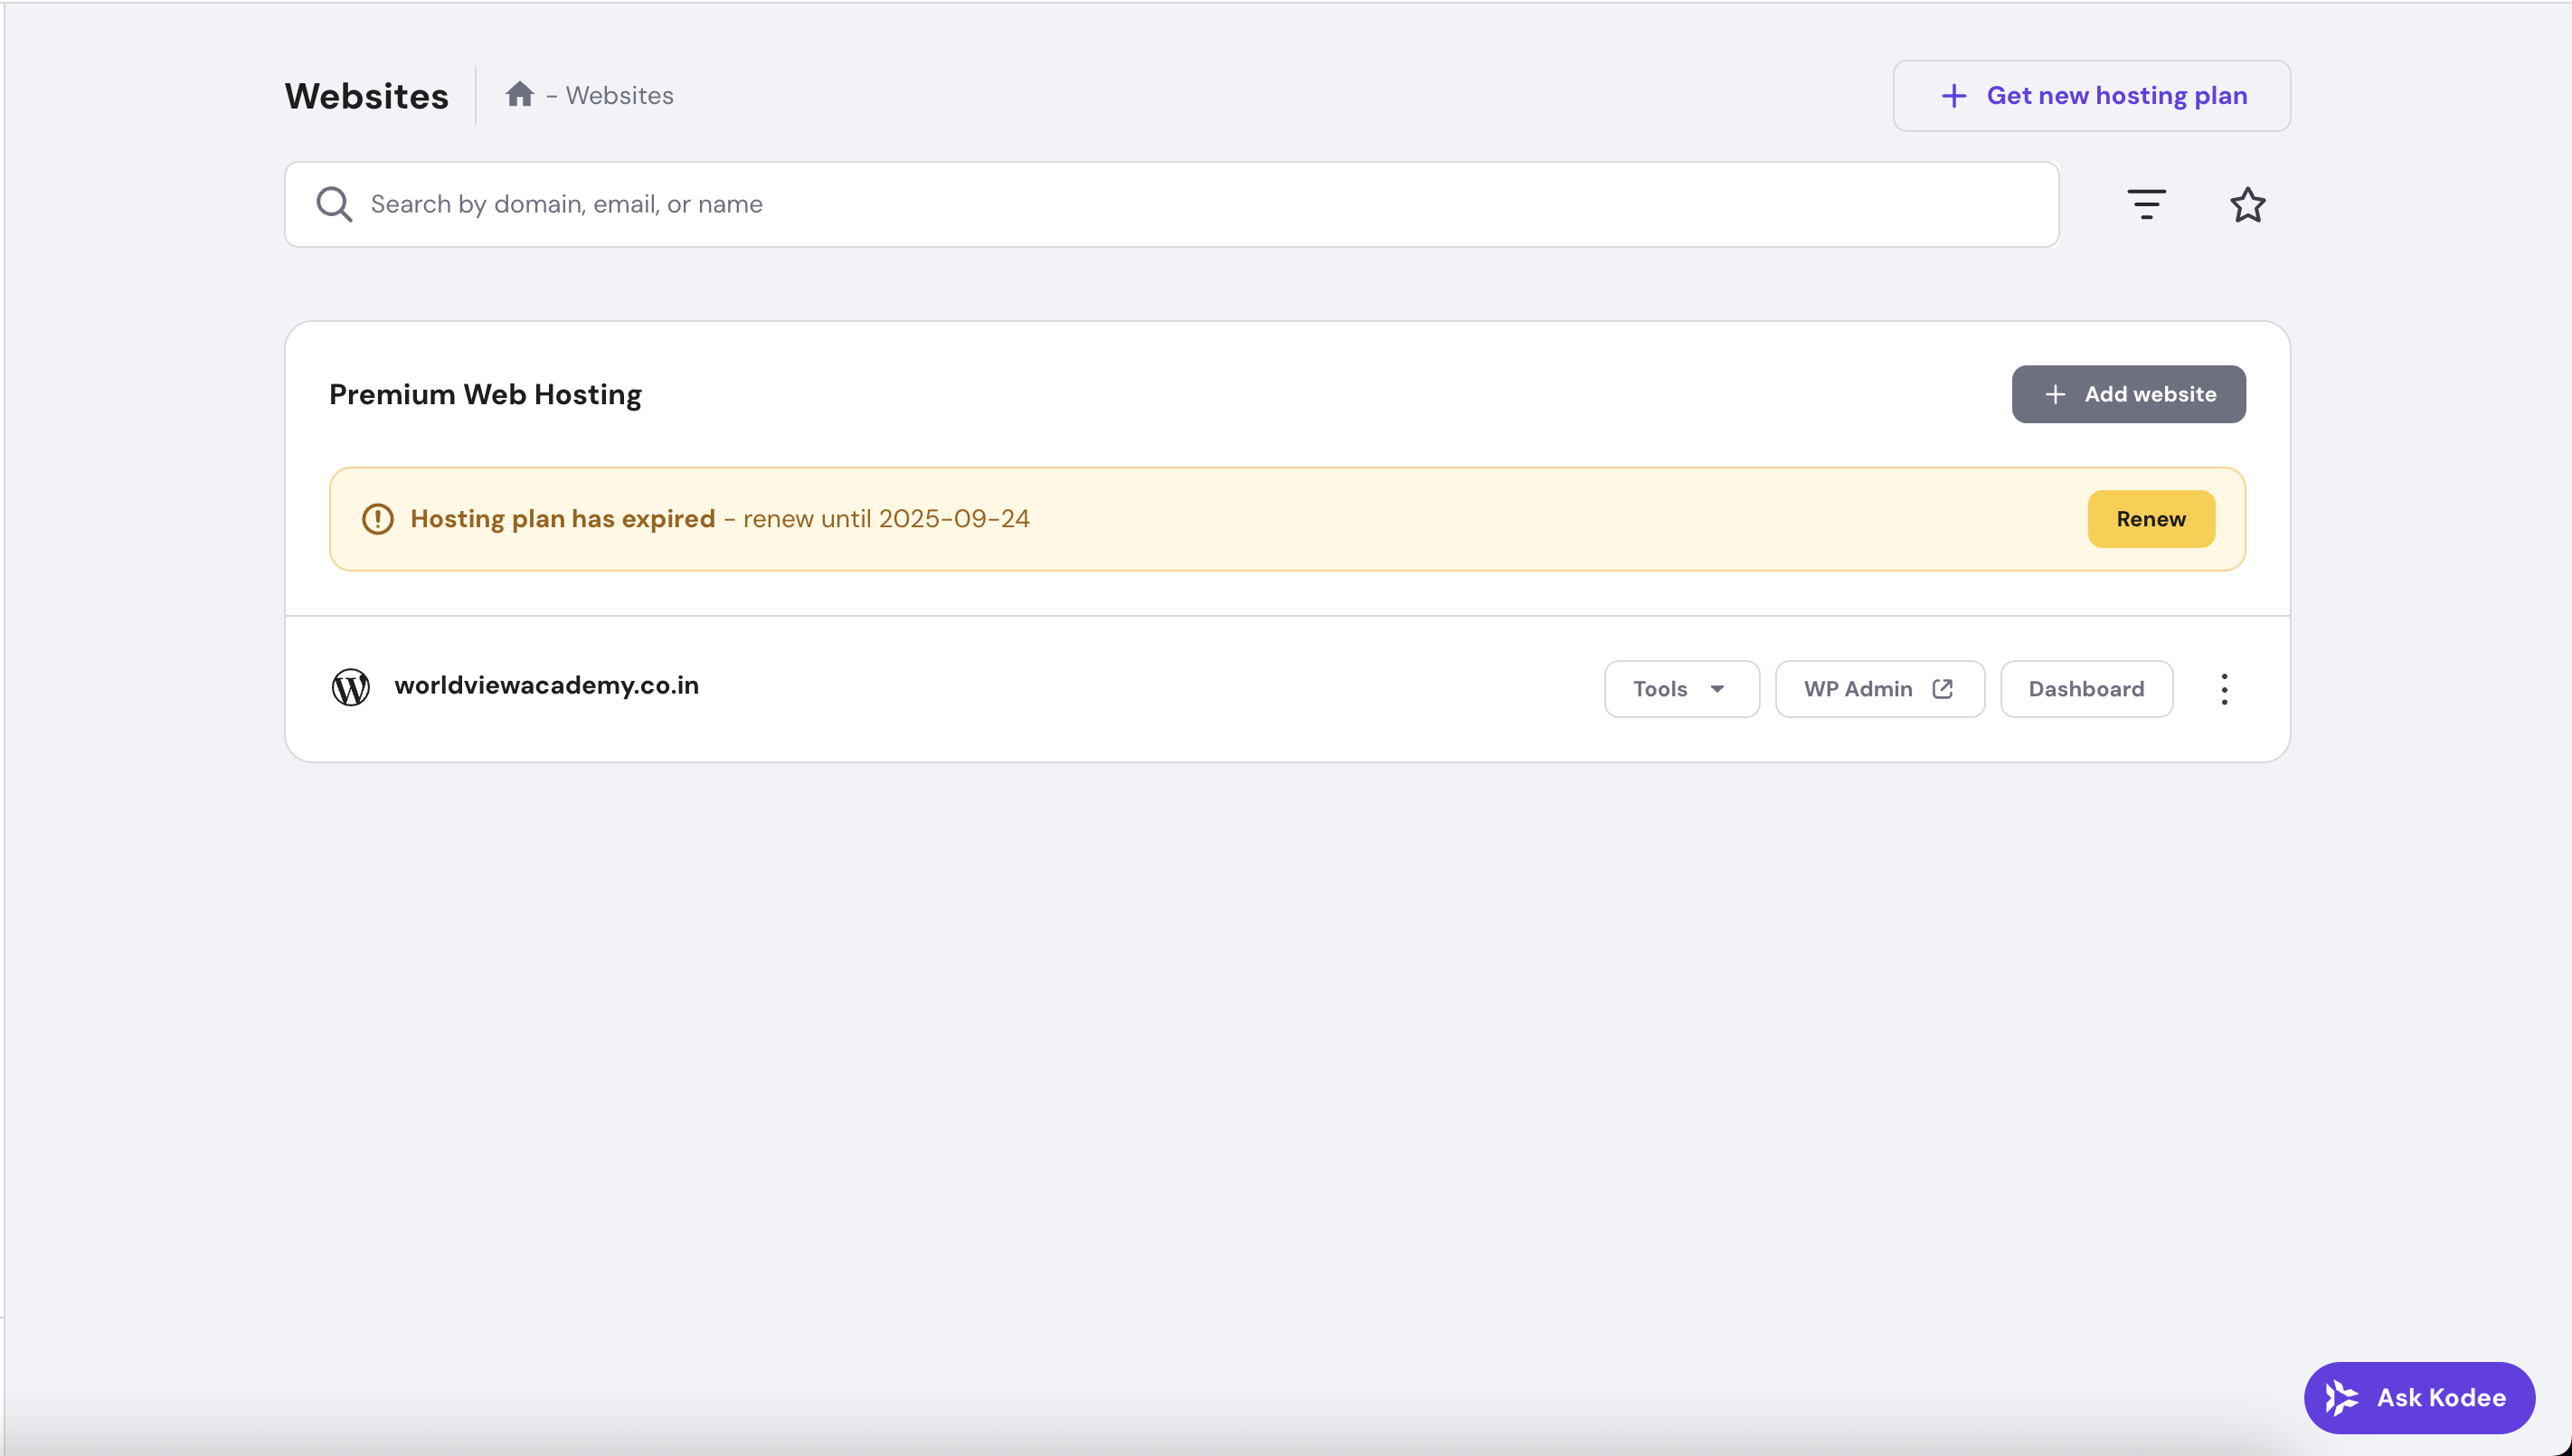 Websites
– Websites
Get new hosting plan
Search by domain, email, or name
Premium Web Hosting
Add website
Hosting plan has expired – renew until 2025-09-24
Renew
worldviewacademy.co.in
Tools
WP Admin
Dashboard
Ask Kodee